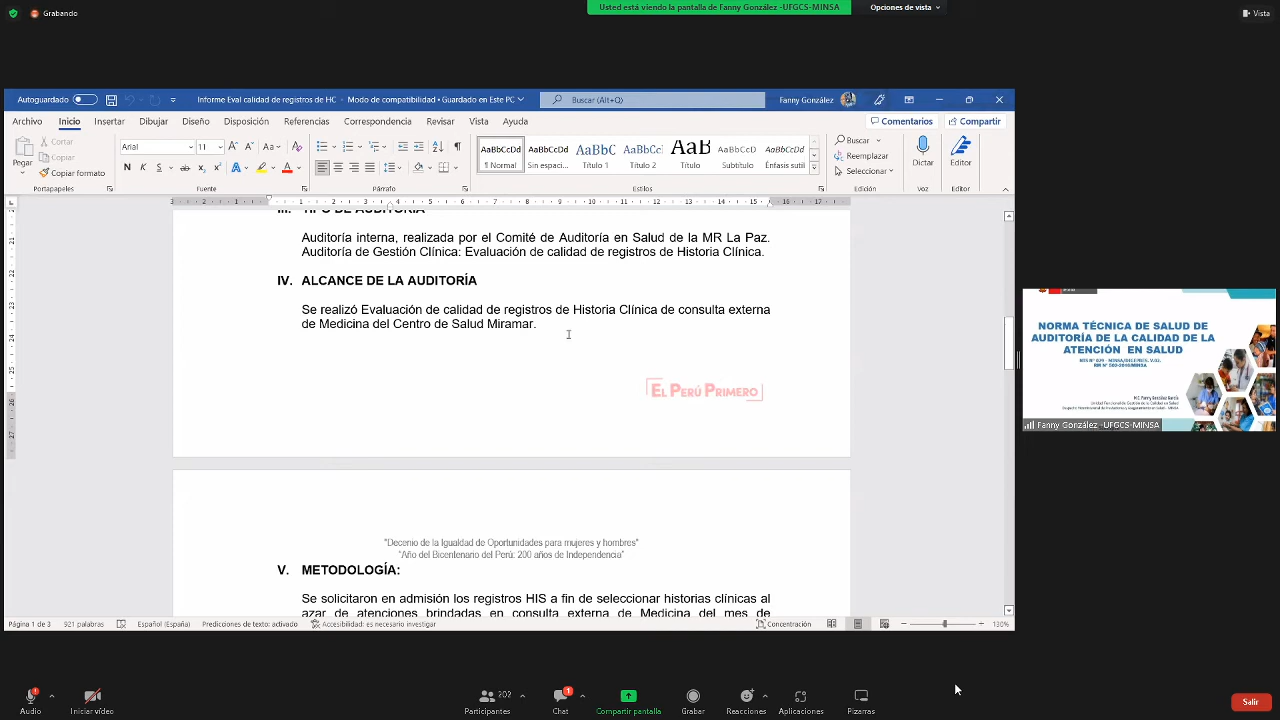 Grabando
Usted está viendo la pantalla de Fanny González -UFGCS-MINSA
Opciones de vista
Vista
Autoguardado
Informe Eval calidad de registros de HC - Modo de compatibilidad • Guardado en Este PC
Buscar (Alt+Q)
Fanny González
Archivo Inicio Insertar Dibujar Diseño Disposición Referencias Correspondencia Revisar Vista Ayuda
Comentarios Compartir
Pegar
Cortar
Copiar
Copiar formato
Portapapeles
Arial 11
N K S
Fuente
Párrafo
AaBbCcDd AaBbCcDd AaBbC AaBbCc AaB AaBbCcD AaBbCcDd
¶ Normal Sin espaci... Título 1 Título 2 Título Subtítulo Énfasis sutil
Estilos
Buscar
Reemplazar
Seleccionar
Edición
Dictar
Voz
Editor
Editor
III. TIPO DE AUDITORÍA
Auditoría interna, realizada por el Comité de Auditoría en Salud de la MR La Paz.
Auditoría de Gestión Clínica: Evaluación de calidad de registros de Historia Clínica.
IV. ALCANCE DE LA AUDITORÍA
Se realizó Evaluación de calidad de registros de Historia Clínica de consulta externa
de Medicina del Centro de Salud Miramar.
EL PERÚ PRIMERO
"Decenio de la Igualdad de Oportunidades para mujeres y hombres"
"Año del Bicentenario del Perú: 200 años de Independencia"
V. METODOLOGÍA:
Se solicitaron en admisión los registros HIS a fin de seleccionar historias clínicas al
azar de atenciones brindadas en consulta externa de Medicina del mes de
Página 1 de 3 921 palabras Español (España) Predicciones de texto: activado Accesibilidad: es necesario investigar
Concentración 130%
NORMA TÉCNICA DE SALUD DE
AUDITORÍA DE LA CALIDAD DE LA
ATENCIÓN EN SALUD
Fanny González -UFGCS-MINSA
Audio
Iniciar vídeo
202
Participantes
1
Chat
Compartir pantalla
Grabar
Reacciones
Aplicaciones
Pizarras
Salir